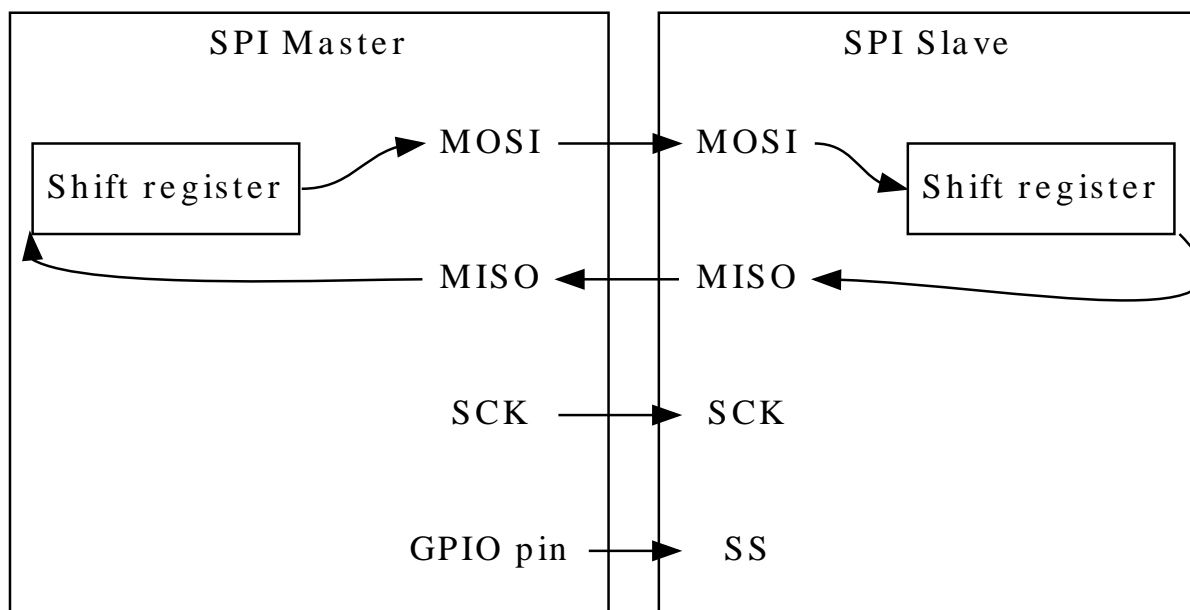 SPI Master
SPI Slave
MOSI
MOSI
Shift register
Shift register
MISO
MISO
SCK
SCK
GPIO pin
SS